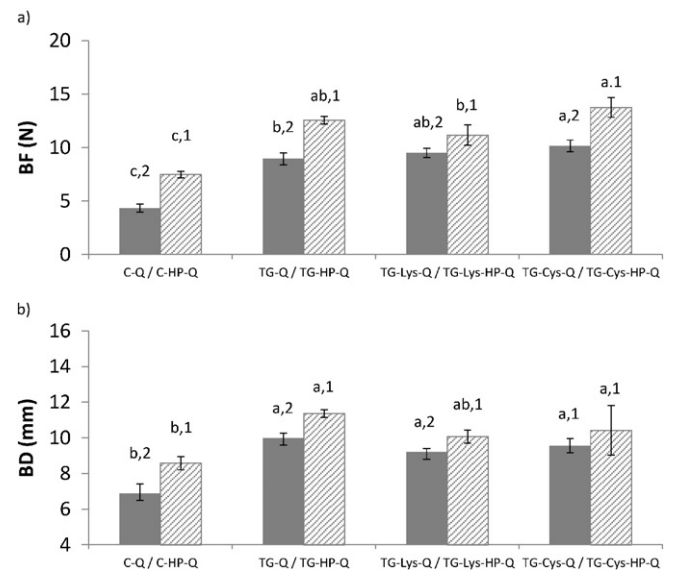 a)
20
15
10
5
0
BF (N)
c,2
c,1
b,2
ab,1
ab,2
b,1
a,2
a.1
C-Q / C-HP-Q
TG-Q / TG-HP-Q
TG-Lys-Q / TG-Lys-HP-Q
TG-Cys-Q / TG-Cys-HP-Q
b)
16
14
12
10
8
6
4
BD (mm)
b,2
b,1
a,2
a,1
a,2
ab,1
a,1
a,1
C-Q / C-HP-Q
TG-Q / TG-HP-Q
TG-Lys-Q / TG-Lys-HP-Q
TG-Cys-Q / TG-Cys-HP-Q